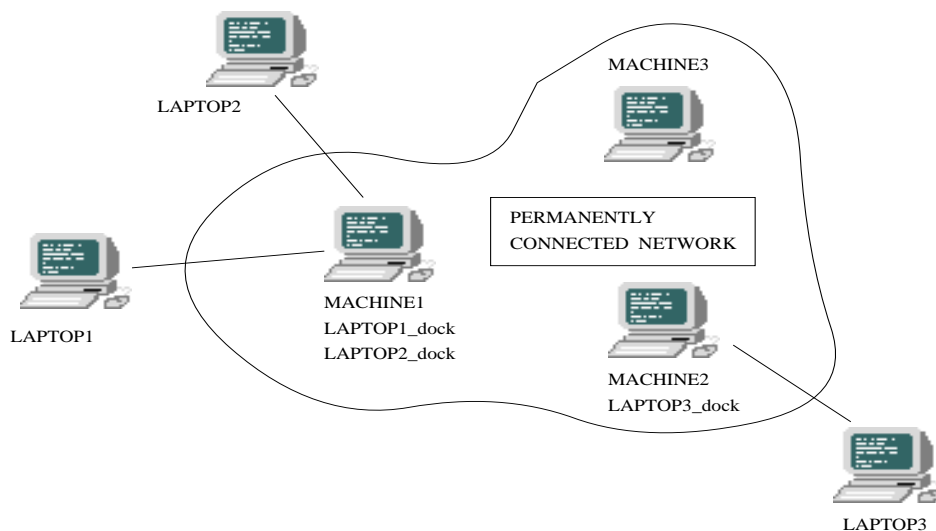 MACHINE3
LAPTOP2
PERMANENTLY
CONNECTED NETWORK
MACHINE1
LAPTOP1_dock
LAPTOP2_dock
LAPTOP1
MACHINE2
LAPTOP3_dock
LAPTOP3